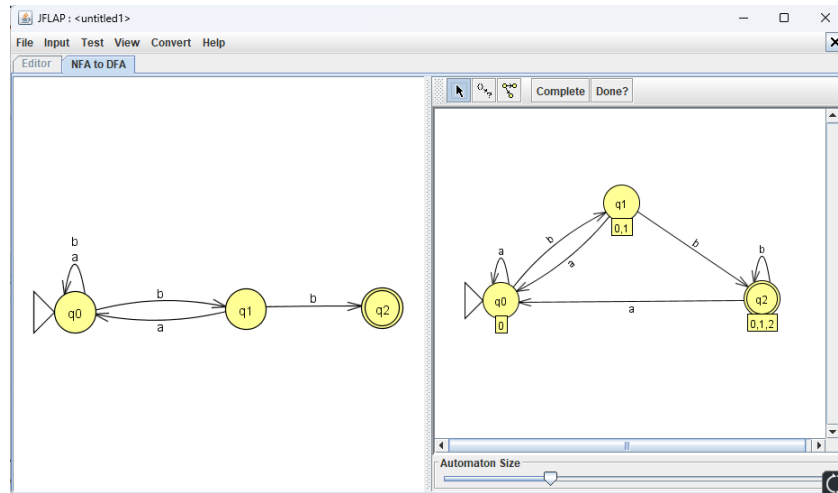 JFLAP : <untitled1>
File Input Test View Convert Help
Editor NFA to DFA
Complete Done?
b
a
b
q0
q1
b
q2
a
q1
0,1
a
b
a
b
b
q0
0
q2
0,1,2
a
Automaton Size